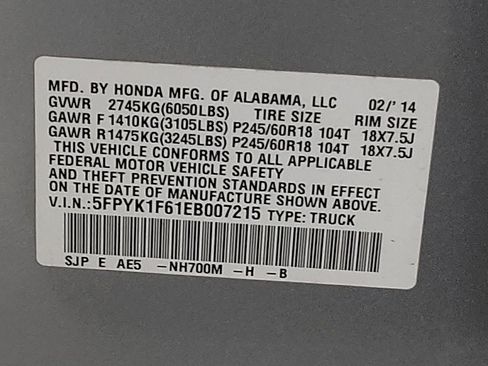 MFD. BY HONDA MFG. OF ALABAMA, LLC 02/'14
GVWR 2745KG(6050LBS) TIRE SIZE RIM SIZE
GAWR F 1410KG(3105LBS) P245/60R18 104T 18X7.5J
GAWR R1475KG(3245LBS) P245/60R18 104T 18X7.5J
THIS VEHICLE CONFORMS TO ALL APPLICABLE
FEDERAL MOTOR VEHICLE SAFETY
AND THEFT PREVENTION STANDARDS IN EFFECT
ON THE DATE OF MANUFACTURE SHOWN ABOVE.
V.I.N.:5FPYK1F61EB007215 TYPE: TRUCK
SJP E AE5 -NH700M -H -B